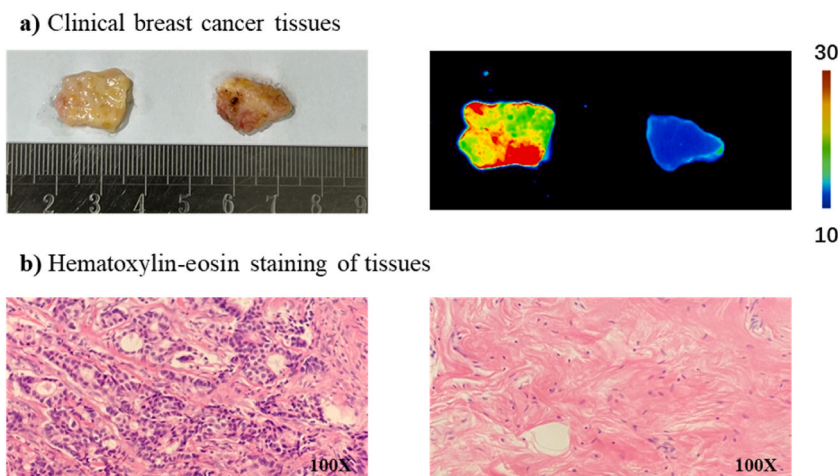 a) Clinical breast cancer tissues
30
2 3 4 5 6 7 8 9
10
b) Hematoxylin-eosin staining of tissues
100X
100X